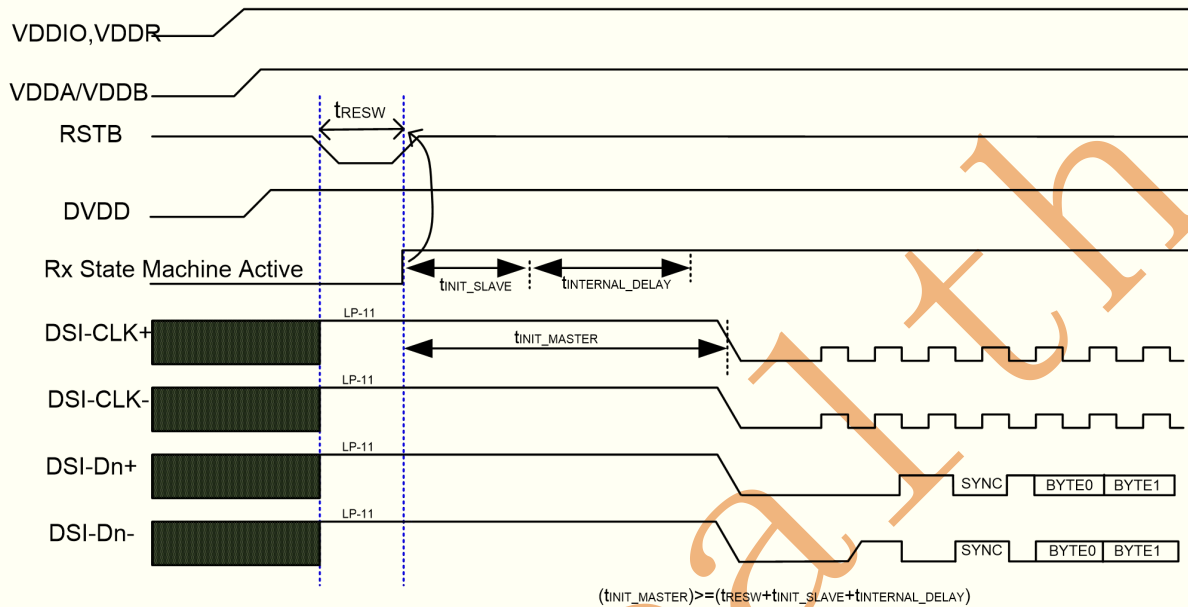 VDDIO,VDDR
VDDA/VDDB
tRESW
RSTB
DVDD
Rx State Machine Active
tINIT_SLAVE
tINTERNAL_DELAY
DSI-CLK+
LP-11
tINIT_MASTER
DSI-CLK-
LP-11
DSI-Dn+
LP-11
SYNC
BYTE0
BYTE1
DSI-Dn-
LP-11
SYNC
BYTE0
BYTE1
(tINIT_MASTER)>=(tRESW+tINIT_SLAVE+tINTERNAL_DELAY)